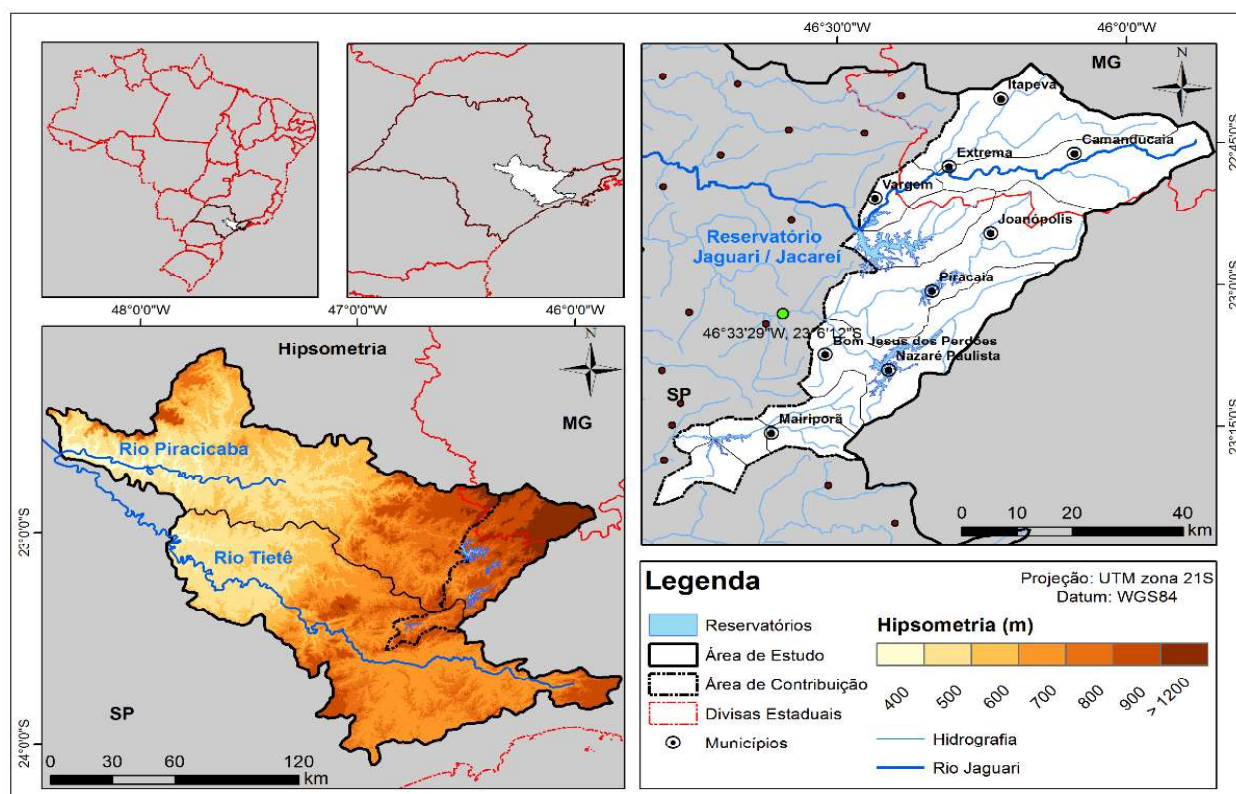 46°30'0"W
46°0'0"W
N
MG
Itapeva
Camanducaia
Extrema
Vargem
22°45'0"S
Joanópolis
Reservatório
Jaguari / Jacareí
Piracaia
23°0'0"S
46°33'29"W, 23°6'12"S
Bom Jesus dos Perdões
Nazaré Paulista
SP
Mairiporã
23°15'0"S
0 10 20 40
km
48°0'0"W
47°0'0"W
46°0'0"W
Hipsometria
N
MG
Rio Piracicaba
23°0'0"S
Rio Tietê
SP
24°0'0"S
0 30 60 120
km
Legenda
Projeção: UTM zona 21S
Datum: WGS84
Reservatórios
Área de Estudo
Área de Contribuição
Divisas Estaduais
Municípios
Hipsometria (m)
400 500 600 700 800 900 > 1200
Hidrografia
Rio Jaguari